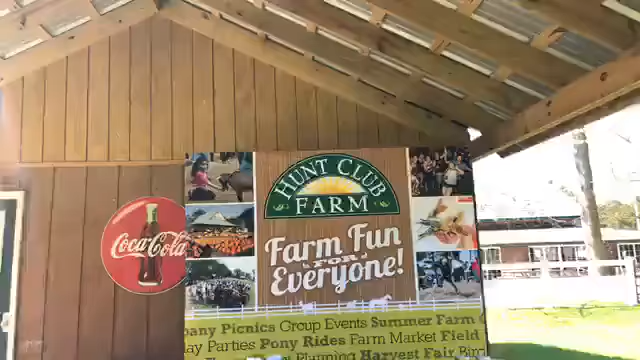 HUNT CLUB
FARM
Coca-Cola
Farm Fun
FOR
Everyone!
Picnics Group Events Summer Farm
Parties Pony Rides Farm Market Field
Planning Harvest Fair